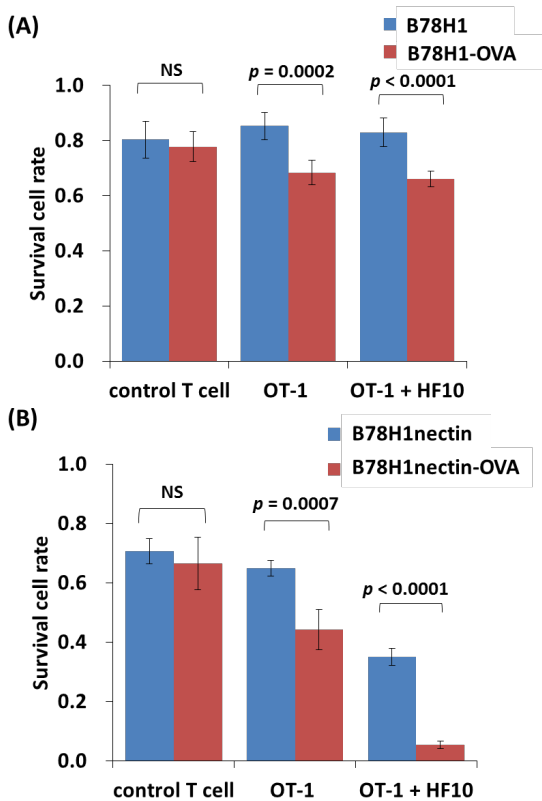 (A)
B78H1
B78H1-OVA
NS
p = 0.0002
p < 0.0001
1.0
0.8
0.6
0.4
0.2
0.0
Survival cell rate
control T cell OT-1 OT-1 + HF10
(B)
B78H1nectin
B78H1nectin-OVA
NS
p = 0.0007
p < 0.0001
1.0
0.8
0.6
0.4
0.2
0.0
Survival cell rate
control T cell OT-1 OT-1 + HF10